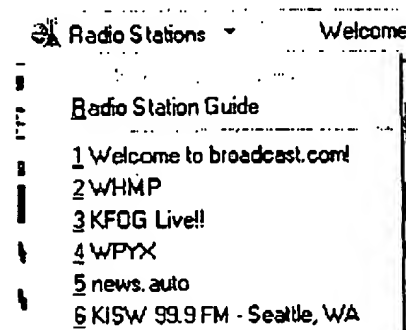 Radio Stations Welcome
Radio Station Guide
1 Welcome to broadcast.com!
2 WHMP
3 KFOG Live!!
4 WPYX
5 news.auto
6 KISW 99.9 FM - Seattle, WA